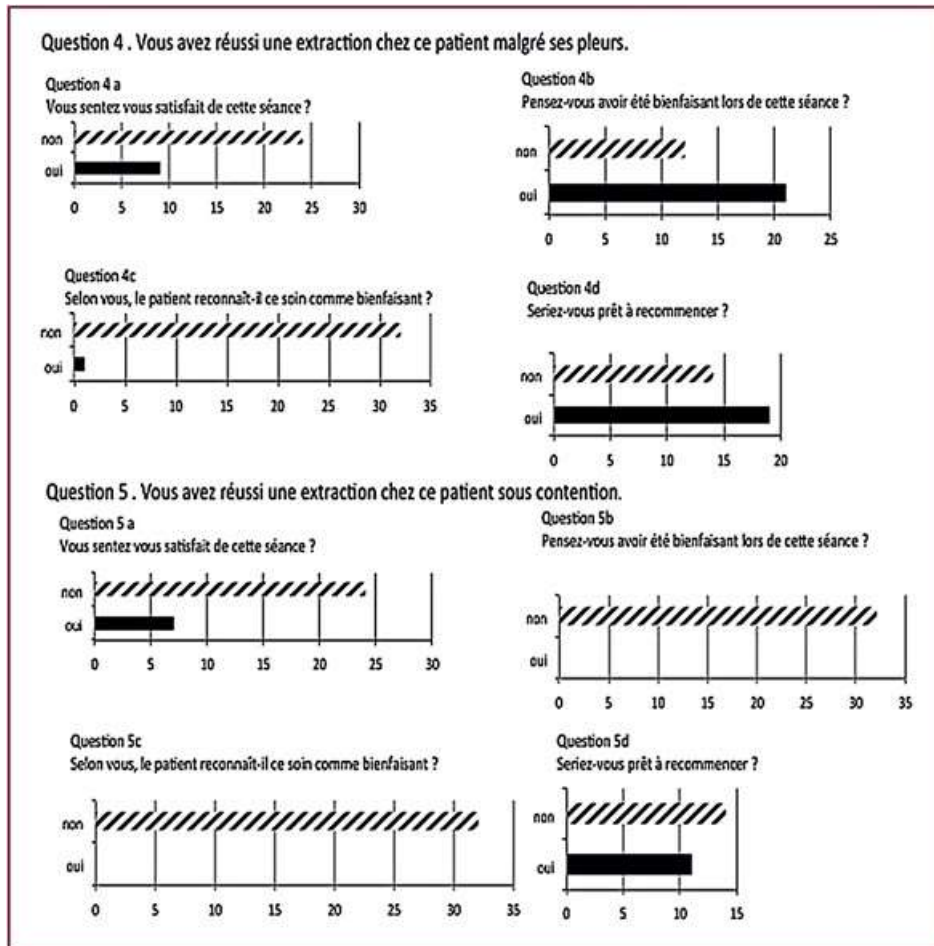 Question 4 . Vous avez réussi une extraction chez ce patient malgré ses pleurs.
Question 4 a
Vous sentez vous satisfait de cette séance ?
non
oui
0 5 10 15 20 25 30
Question 4b
Pensez-vous avoir été bienfaisant lors de cette séance ?
non
oui
0 5 10 15 20 25
Question 4c
Selon vous, le patient reconnaît-il ce soin comme bienfaisant ?
non
oui
0 5 10 15 20 25 30 35
Question 4d
Seriez-vous prêt à recommencer ?
non
oui
0 5 10 15 20
Question 5 . Vous avez réussi une extraction chez ce patient sous contention.
Question 5 a
Vous sentez vous satisfait de cette séance ?
non
oui
0 5 10 15 20 25 30
Question 5b
Pensez-vous avoir été bienfaisant lors de cette séance ?
non
oui
0 5 10 15 20 25 30 35
Question 5c
Selon vous, le patient reconnaît-il ce soin comme bienfaisant ?
non
oui
0 5 10 15 20 25 30 35
Question 5d
Seriez-vous prêt à recommencer ?
non
oui
0 5 10 15